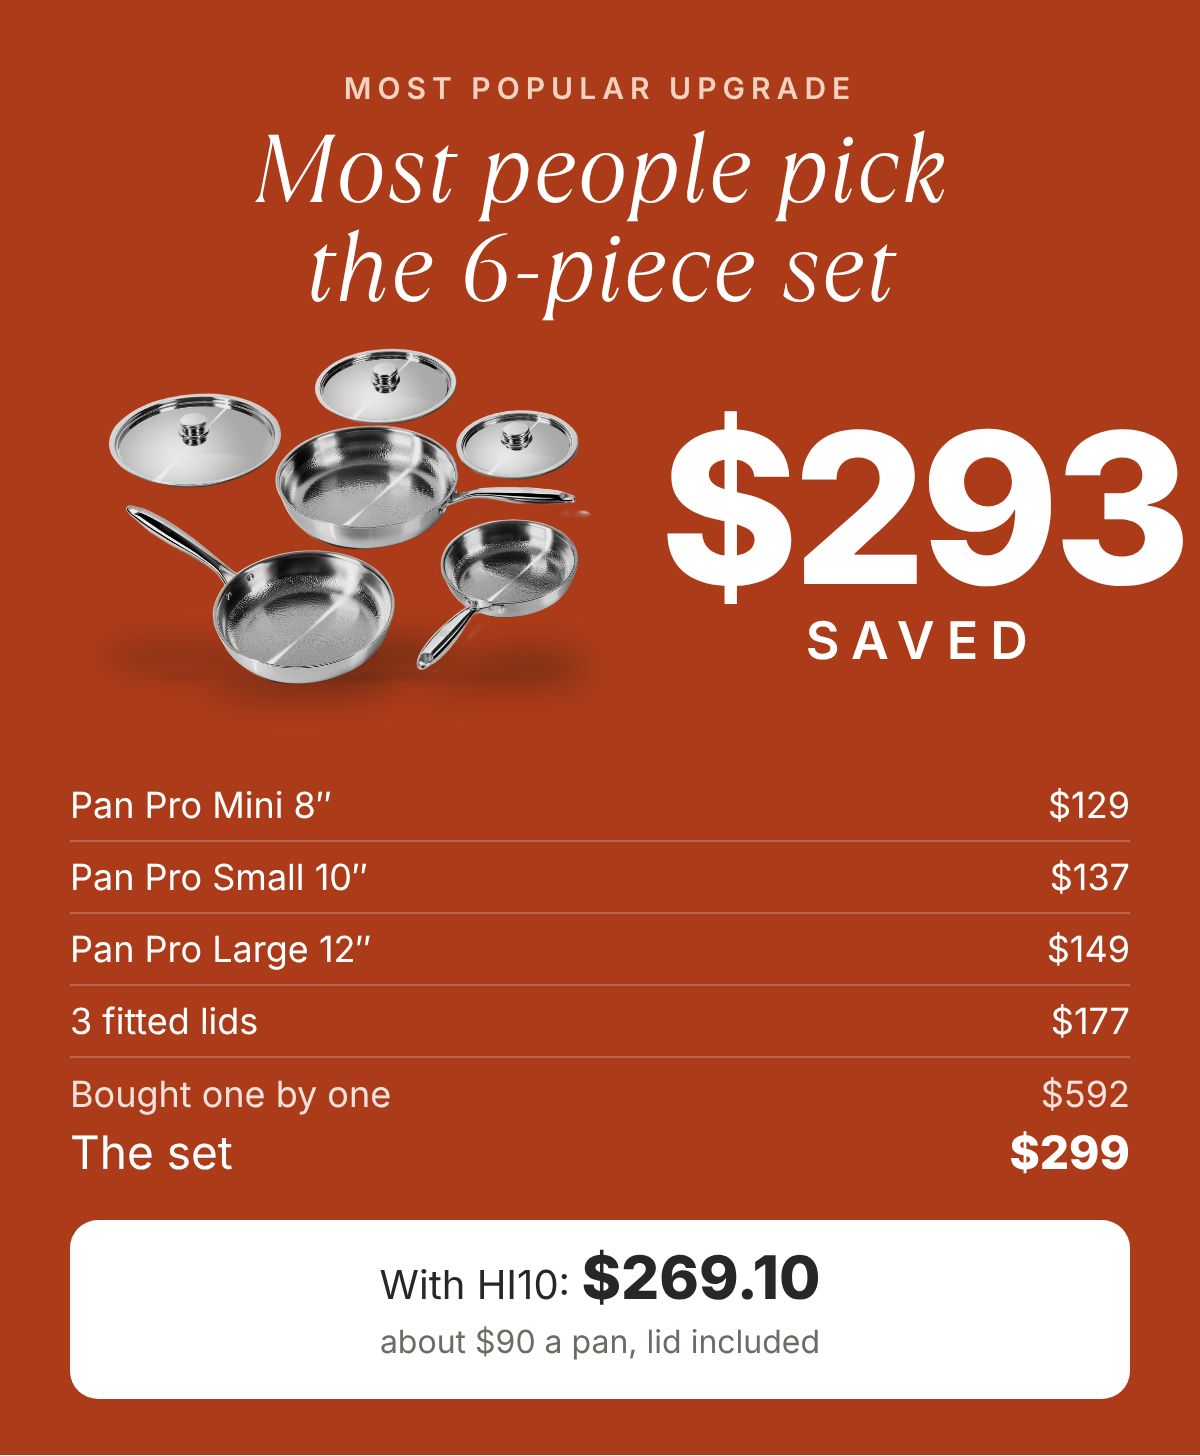 MOST POPULAR UPGRADE
Most people pick
the 6-piece set
$293
SAVED
Pan Pro Mini 8″ $129
Pan Pro Small 10″ $137
Pan Pro Large 12″ $149
3 fitted lids $177
Bought one by one $592
The set $299
With HI10: $269.10
about $90 a pan, lid included